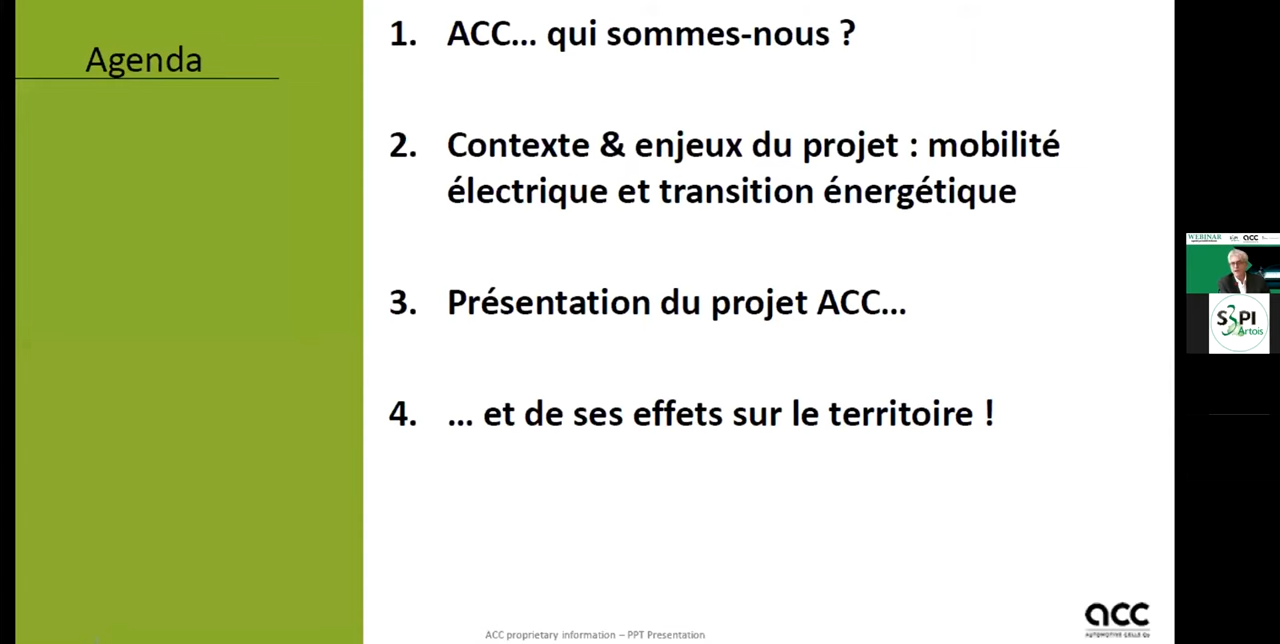 Agenda
1. ACC... qui sommes-nous ?
2. Contexte & enjeux du projet : mobilité
électrique et transition énergétique
3. Présentation du projet ACC...
4. ... et de ses effets sur le territoire !
WEBINAR
acc
S3PI
Artois
acc
AUTOMOTIVE CELLS Co
ACC proprietary information – PPT Presentation